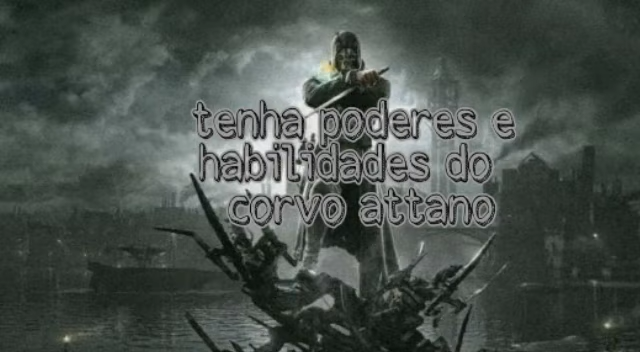 tenha poderes e
habilidades do
corvo attano